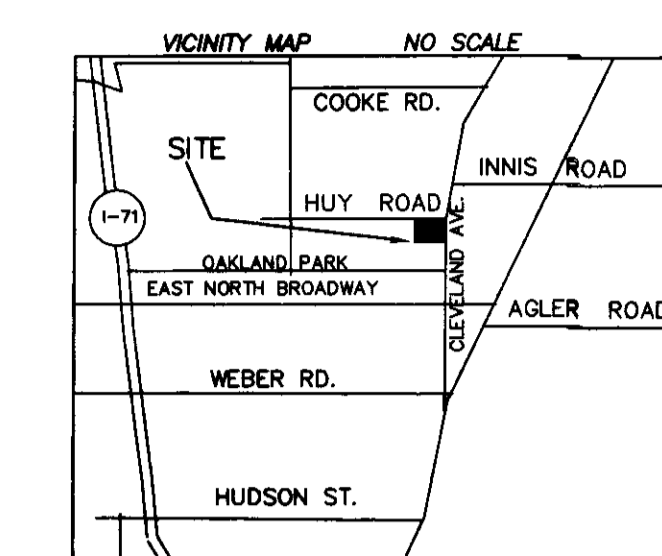 VICINITY MAP NO SCALE
COOKE RD.
SITE
INNIS ROAD
HUY ROAD
I-71
CLEVELAND AVE.
OAKLAND PARK
EAST NORTH BROADWAY
AGLER ROAD
WEBER RD.
HUDSON ST.